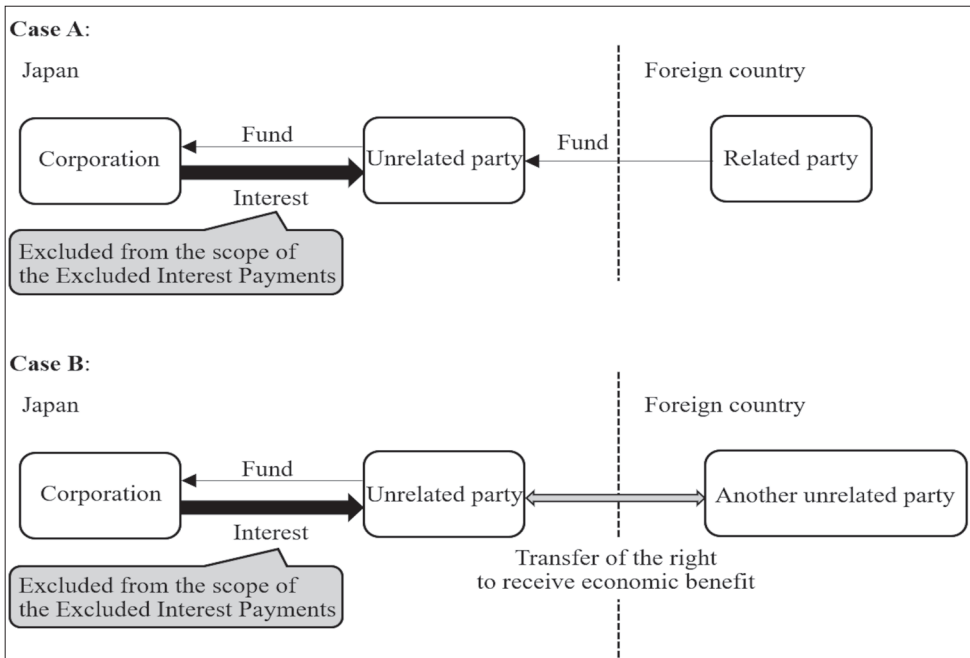 Case A:
Japan
Foreign country
Fund
Fund
Corporation
Unrelated party
Related party
Interest
Excluded from the scope of
the Excluded Interest Payments
Case B:
Japan
Foreign country
Fund
Corporation
Unrelated party
Another unrelated party
Interest
Transfer of the right
to receive economic benefit
Excluded from the scope of
the Excluded Interest Payments